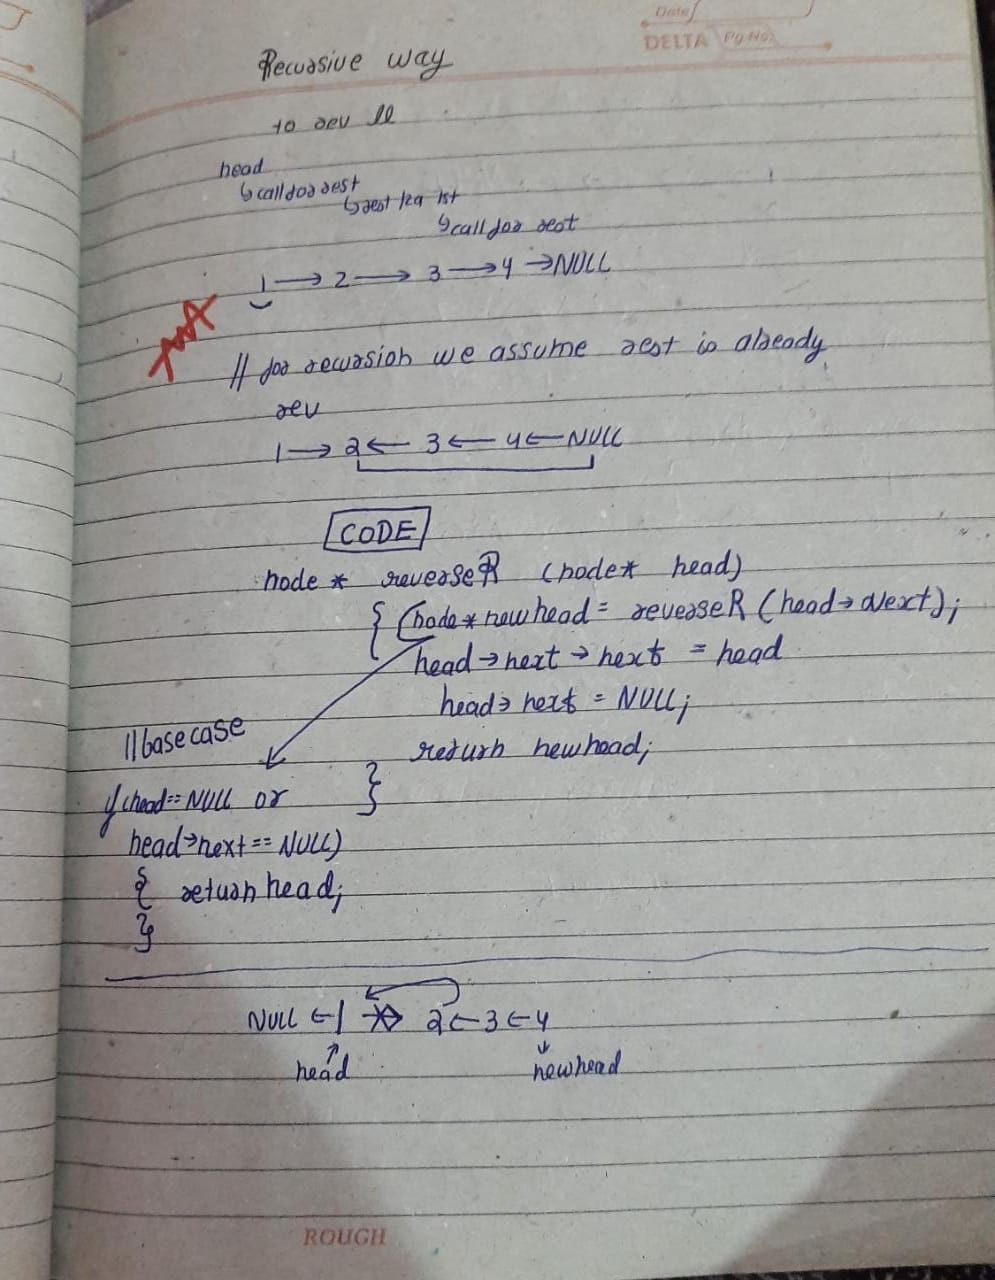 Date
DELTA Pg No.
Recursive way
to rev ll
head
↳ call for rest
↳ rest ka 1st
↳ call for rest
1 → 2 → 3 → 4 → NULL
// for recursion we assume rest is already
rev
1 → 2 ← 3 ← 4 ← NULL
CODE
node * reverseR (node* head)
{ (node * newhead = reverseR (head → Next);
head → next → next = head
head → next = NULL;
//base case
return newhead;
if (head == NULL or
}
head → next == NULL)
{ return head;
}
NULL ← 1 → 2 ← 3 ← 4
head
newhead
ROUGH